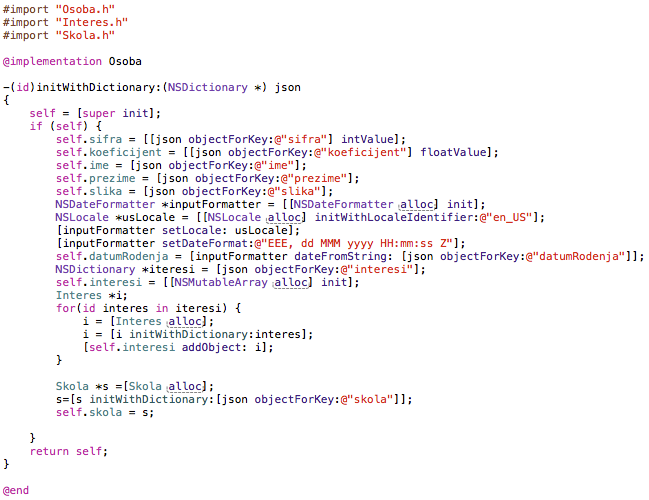 #import "Osoba.h"
#import "Interes.h"
#import "Skola.h"

@implementation Osoba

-(id)initWithDictionary:(NSDictionary *) json
{
    self = [super init];
    if (self) {
        self.sifra = [[json objectForKey:@"sifra"] intValue];
        self.koeficijent = [[json objectForKey:@"koeficijent"] floatValue];
        self.ime = [json objectForKey:@"ime"];
        self.prezime = [json objectForKey:@"prezime"];
        self.slika = [json objectForKey:@"slika"];
        NSDateFormatter *inputFormatter = [[NSDateFormatter alloc] init];
        NSLocale *usLocale = [[NSLocale alloc] initWithLocaleIdentifier:@"en_US"];
        [inputFormatter setLocale: usLocale];
        [inputFormatter setDateFormat:@"EEE, dd MMM yyyy HH:mm:ss Z"];
        self.datumRodenja = [inputFormatter dateFromString: [json objectForKey:@"datumRodenja"]];
        NSDictionary *iteresi = [json objectForKey:@"interesi"];
        self.interesi = [[NSMutableArray alloc] init];
        Interes *i;
        for(id interes in iteresi) {
            i = [Interes alloc];
            i = [i initWithDictionary:interes];
            [self.interesi addObject: i];
        }

        Skola *s =[Skola alloc];
        s=[s initWithDictionary:[json objectForKey:@"skola"]];
        self.skola = s;

    }
    return self;
}

@end